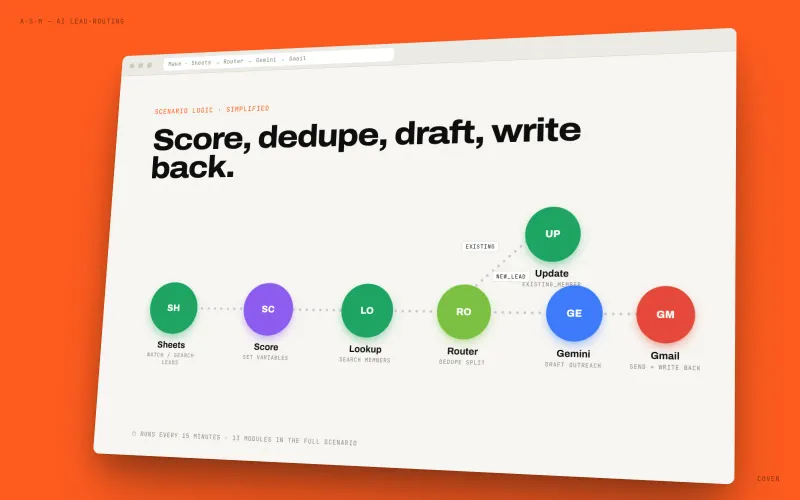 A-S-M — AI LEAD-ROUTING
Make · Sheets → Router → Gemini → Gmail
SCENARIO LOGIC · SIMPLIFIED
Score, dedupe, draft, write
back.
UP
EXISTING
Update
NEW_LEAD
EXISTING_MEMBER
SH
SC
LO
RO
GE
GM
Sheets
WATCH / SEARCH
LEADS
Score
SET VARIABLES
Lookup
SEARCH MEMBERS
Router
DEDUPE SPLIT
Gemini
DRAFT OUTREACH
Gmail
SEND + WRITE BACK
⏱ RUNS EVERY 15 MINUTES · 13 MODULES IN THE FULL SCENARIO
COVER